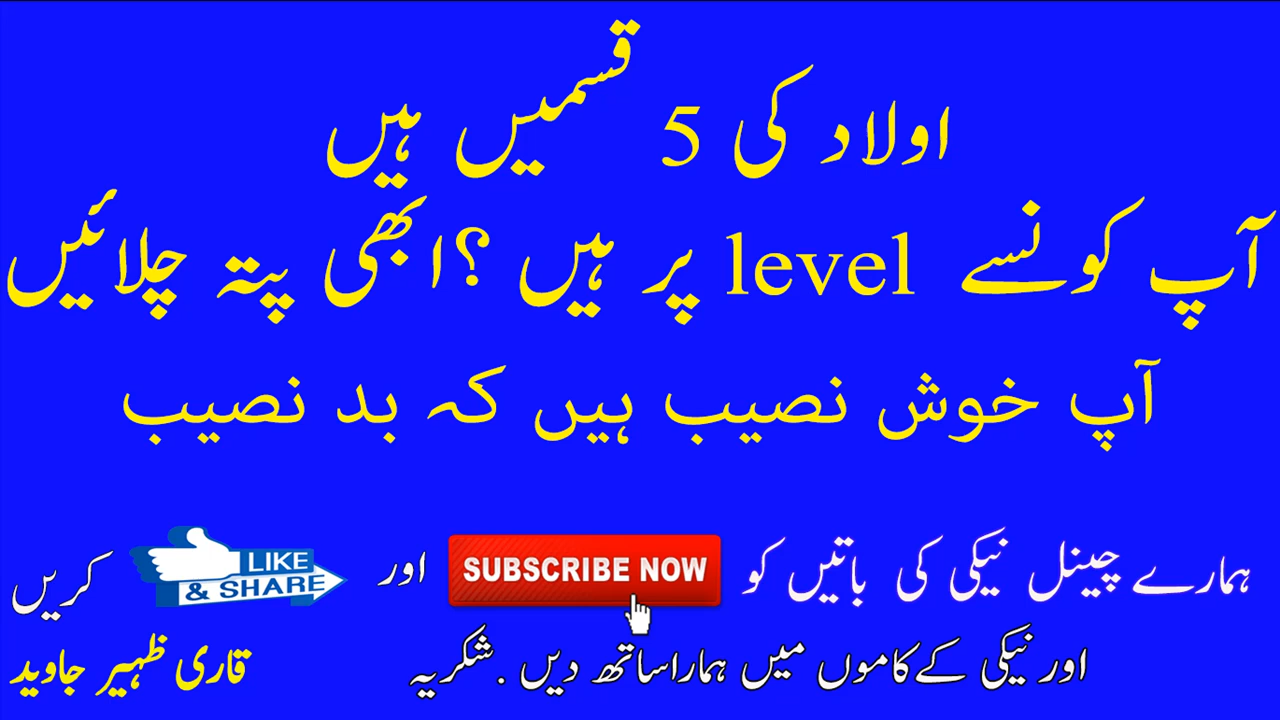 اولاد کی 5 قسمیں ہیں
آپ کونسے level پر ہیں ؟ ابھی پتہ چلائیں
آپ خوش نصیب ہیں کہ بد نصیب
ہمارے چینل نیکی کی باتیں کو SUBSCRIBE NOW اور LIKE & SHARE کریں
اور نیکی کے کاموں میں ہمارا ساتھ دیں . شکریہ
قاری ظہیر جاوید